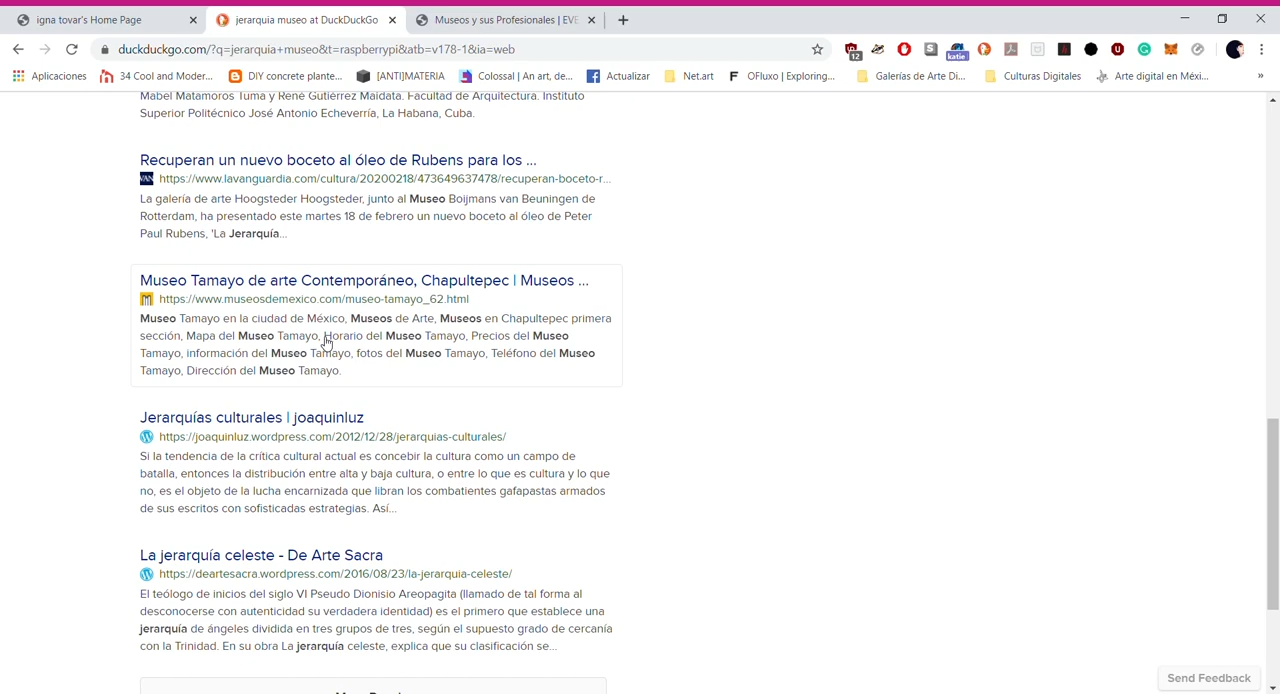 igna tovar's Home Page
jerarquia museo at DuckDuckGo
Museos y sus Profesionales | EVE
duckduckgo.com/?q=jerarquia+museo&t=raspberrypi&atb=v178-1&ia=web
12
katie
Aplicaciones
34 Cool and Moder...
DIY concrete plante...
[ANTI]MATERIA
Colossal | An art, de...
Actualizar
Net.art
OFluxo | Exploring...
Galerías de Arte Di...
Culturas Digitales
Arte digital en Méxi...
»
Mabel Matamoros Tuma y René Gutiérrez Maidata. Facultad de Arquitectura. Instituto
Superior Politécnico José Antonio Echeverría, La Habana, Cuba.
Recuperan un nuevo boceto al óleo de Rubens para los ...
https://www.lavanguardia.com/cultura/20200218/473649637478/recuperan-boceto-r...
La galería de arte Hoogsteder Hoogsteder, junto al Museo Boijmans van Beuningen de
Rotterdam, ha presentado este martes 18 de febrero un nuevo boceto al óleo de Peter
Paul Rubens, 'La Jerarquía...
Museo Tamayo de arte Contemporáneo, Chapultepec | Museos ...
https://www.museosdemexico.com/museo-tamayo_62.html
Museo Tamayo en la ciudad de México, Museos de Arte, Museos en Chapultepec primera
sección, Mapa del Museo Tamayo, Horario del Museo Tamayo, Precios del Museo
Tamayo, información del Museo Tamayo, fotos del Museo Tamayo, Teléfono del Museo
Tamayo, Dirección del Museo Tamayo.
Jerarquías culturales | joaquinluz
https://joaquinluz.wordpress.com/2012/12/28/jerarquias-culturales/
Si la tendencia de la crítica cultural actual es concebir la cultura como un campo de
batalla, entonces la distribución entre alta y baja cultura, o entre lo que es cultura y lo que
no, es el objeto de la lucha encarnizada que libran los combatientes gafapastas armados
de sus escritos con sofisticadas estrategias. Así...
La jerarquía celeste - De Arte Sacra
https://deartesacra.wordpress.com/2016/08/23/la-jerarquia-celeste/
El teólogo de inicios del siglo VI Pseudo Dionisio Areopagita (llamado de tal forma al
desconocerse con autenticidad su verdadera identidad) es el primero que establece una
jerarquía de ángeles dividida en tres grupos de tres, según el supuesto grado de cercanía
con la Trinidad. En su obra La jerarquía celeste, explica que su clasificación se...
Send Feedback